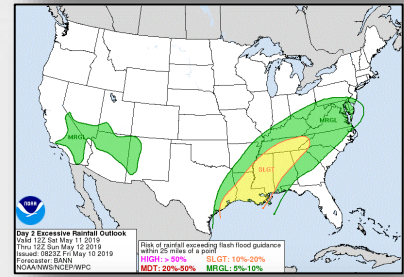 MRGL
MRGL
SLGT
noaa
Day 2 Excessive Rainfall Outlook
Valid 12Z Sat May 11 2019
Thru 12Z Sun May 12 2019
Issued: 0823Z Fri May 10 2019
Forecaster: BANN
NOAA/NWS/NCEP/WPC
Risk of rainfall exceeding flash flood guidance
within 25 miles of a point
HIGH: > 50% SLGT: 10%-20%
MDT: 20%-50% MRGL: 5%-10%